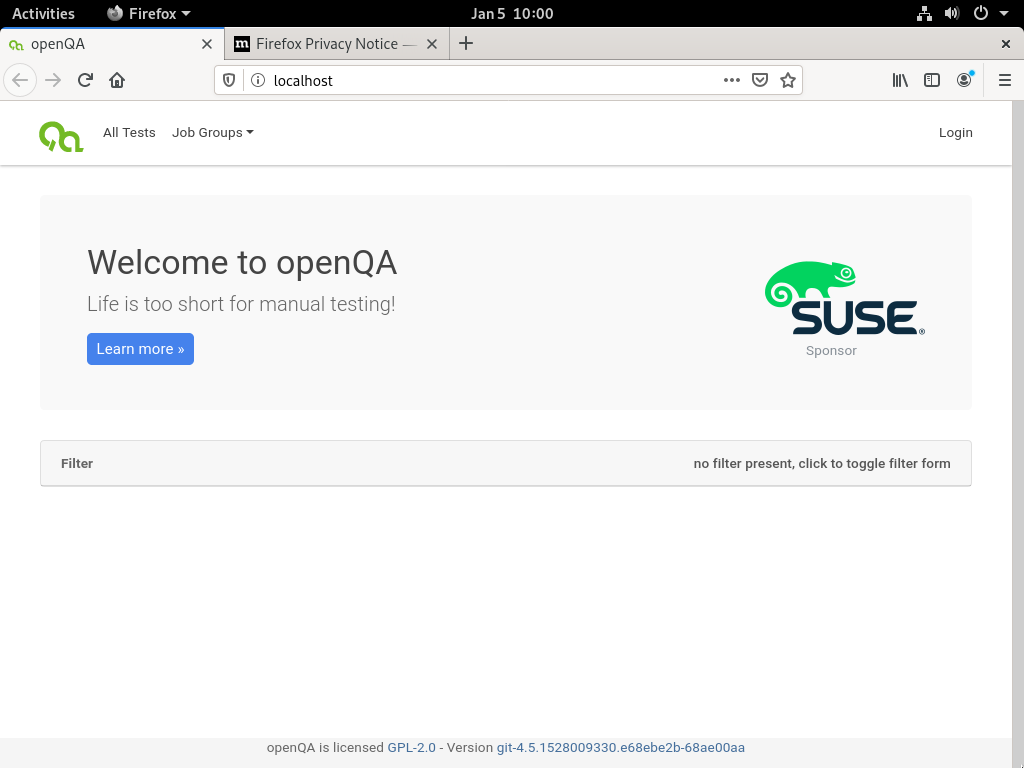 Activities Firefox Jan 5 10:00
openQA Firefox Privacy Notice —
localhost
All Tests Job Groups Login
Welcome to openQA
Life is too short for manual testing!
Learn more »
SUSE®
Sponsor
Filter no filter present, click to toggle filter form
openQA is licensed GPL-2.0 - Version git-4.5.1528009330.e68ebe2b-68ae00aa